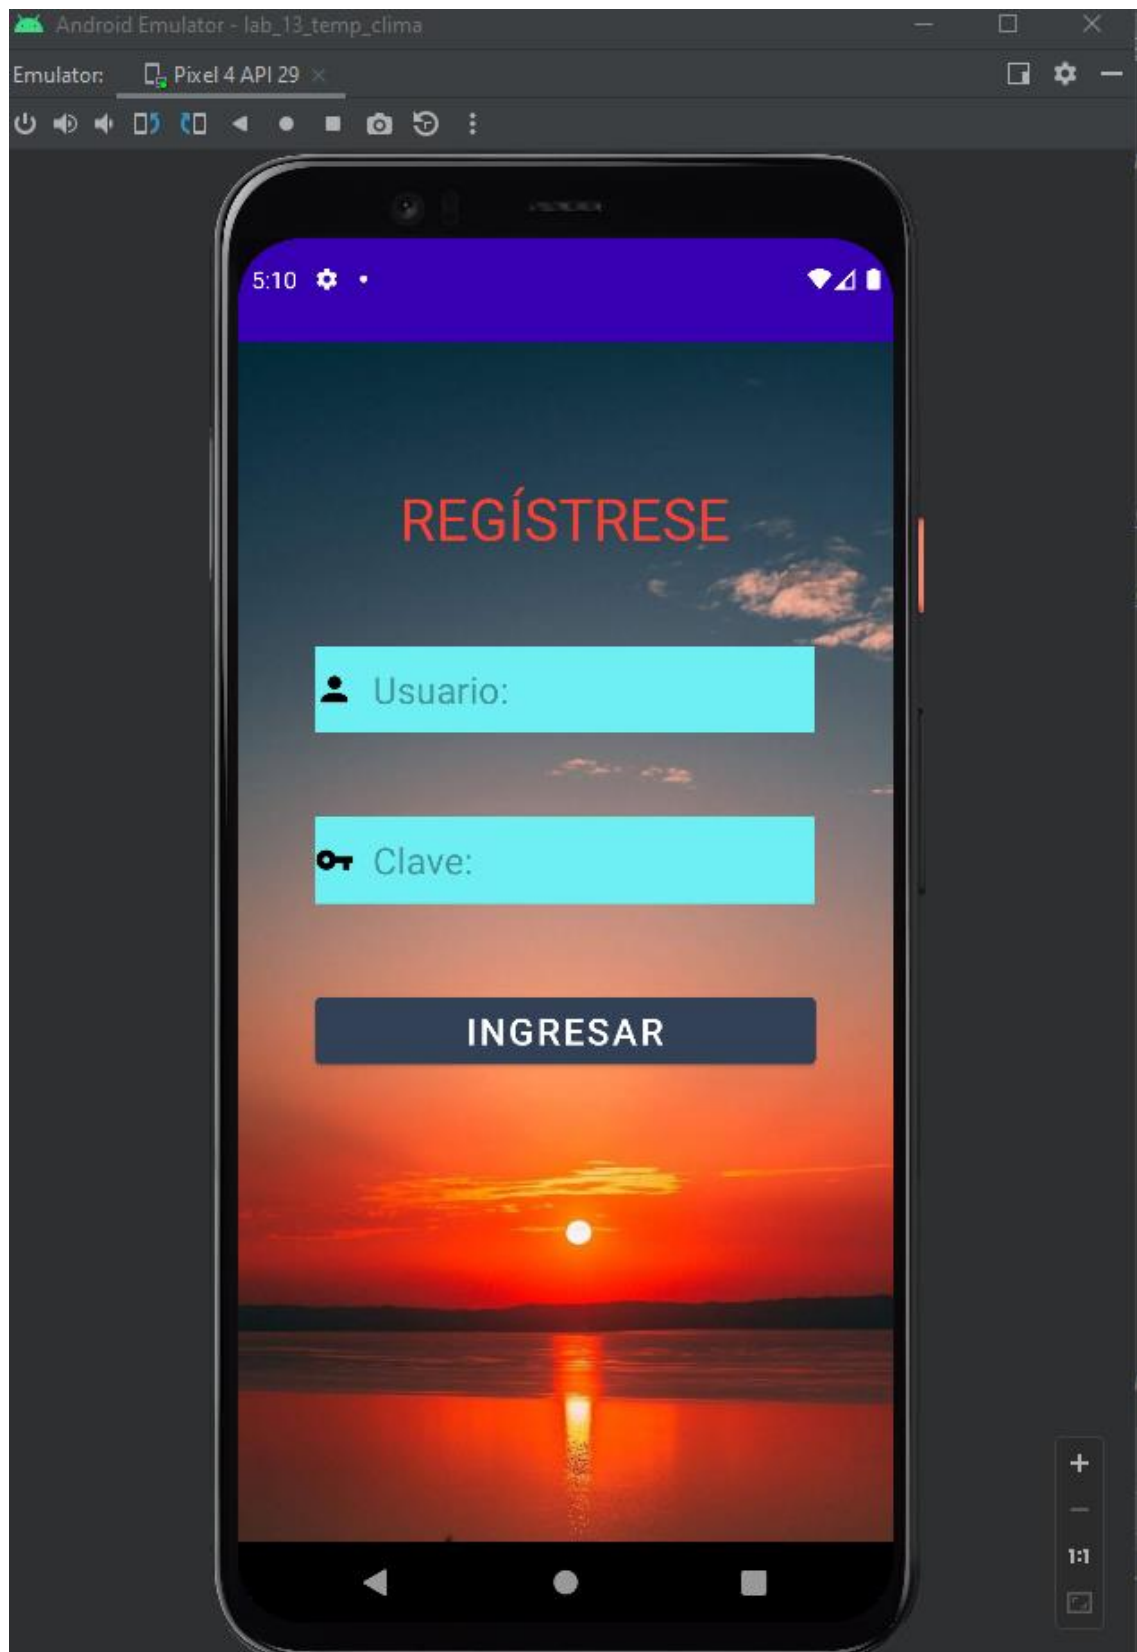 Android Emulator - lab_13_temp_clima
Emulator: Pixel 4 API 29
5:10
REGÍSTRESE
Usuario:
Clave:
INGRESAR
1:1